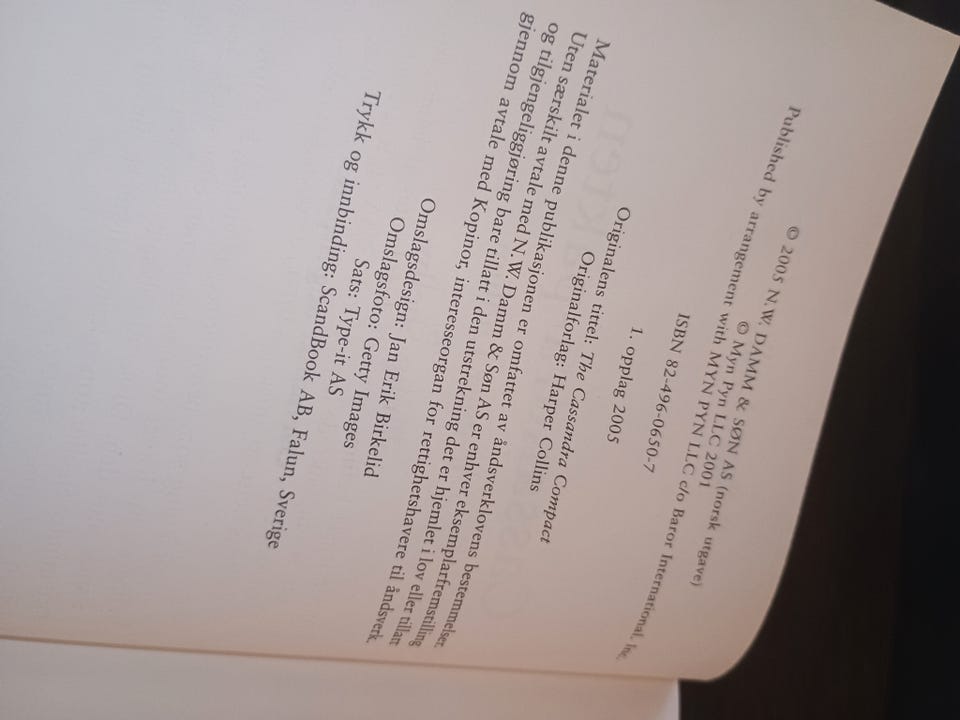 © 2005 N.W. DAMM & SØN AS (norsk utgave)
© Myn Pyn LLC 2001
Published by arrangement with MYN PYN LLC c/o Baror International, Inc.
ISBN 82-496-0650-7
1. opplag 2005
Originalens tittel: The Cassandra Compact
Originalforlag: Harper Collins
Materialet i denne publikasjonen er omfattet av åndsverklovens bestemmelser.
Uten særskilt avtale med N.W. Damm & Søn AS er enhver eksemplarfremstilling
og tilgjengeliggjøring bare tillatt i den utstrekning det er hjemlet i lov eller tillatt
gjennom avtale med Kopinor, interesseorgan for rettighetshavere til åndsverk.
Omslagsdesign: Jan Erik Birkelid
Omslagsfoto: Getty Images
Sats: Type-it AS
Trykk og innbinding: ScandBook AB, Falun, Sverige